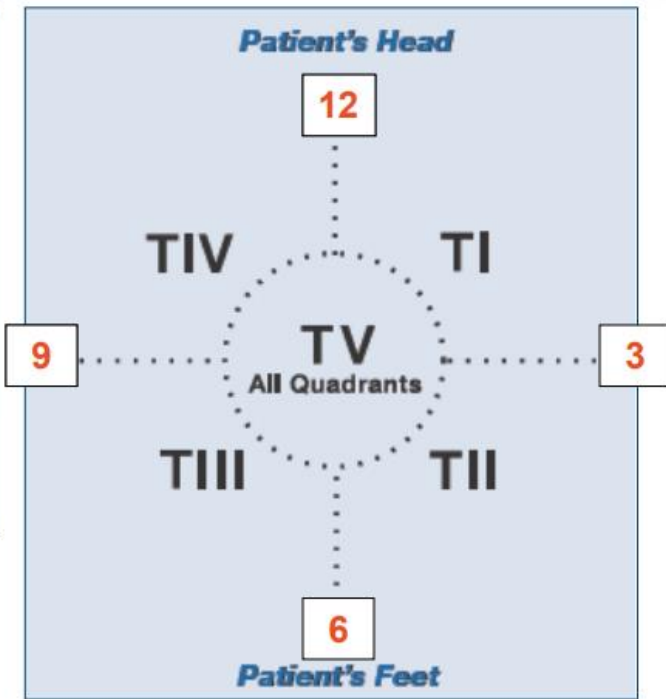 Patient's Head
12
TIV TI
9 TV 3
All Quadrants
TIII TII
6
Patient's Feet